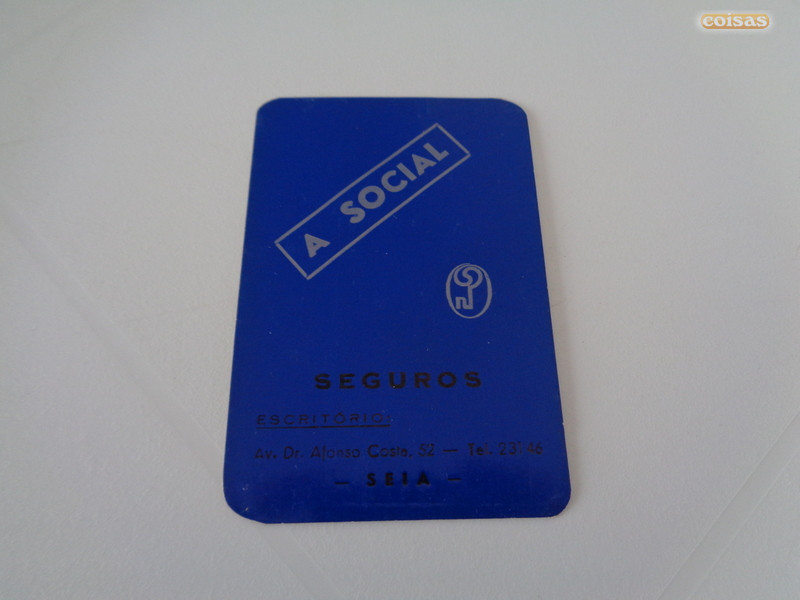 coisas
A SOCIAL
SEGUROS
ESCRITÓRIO:
Av. Dr. Afonso Costa, 52 — Tel. 23146
— SEIA —